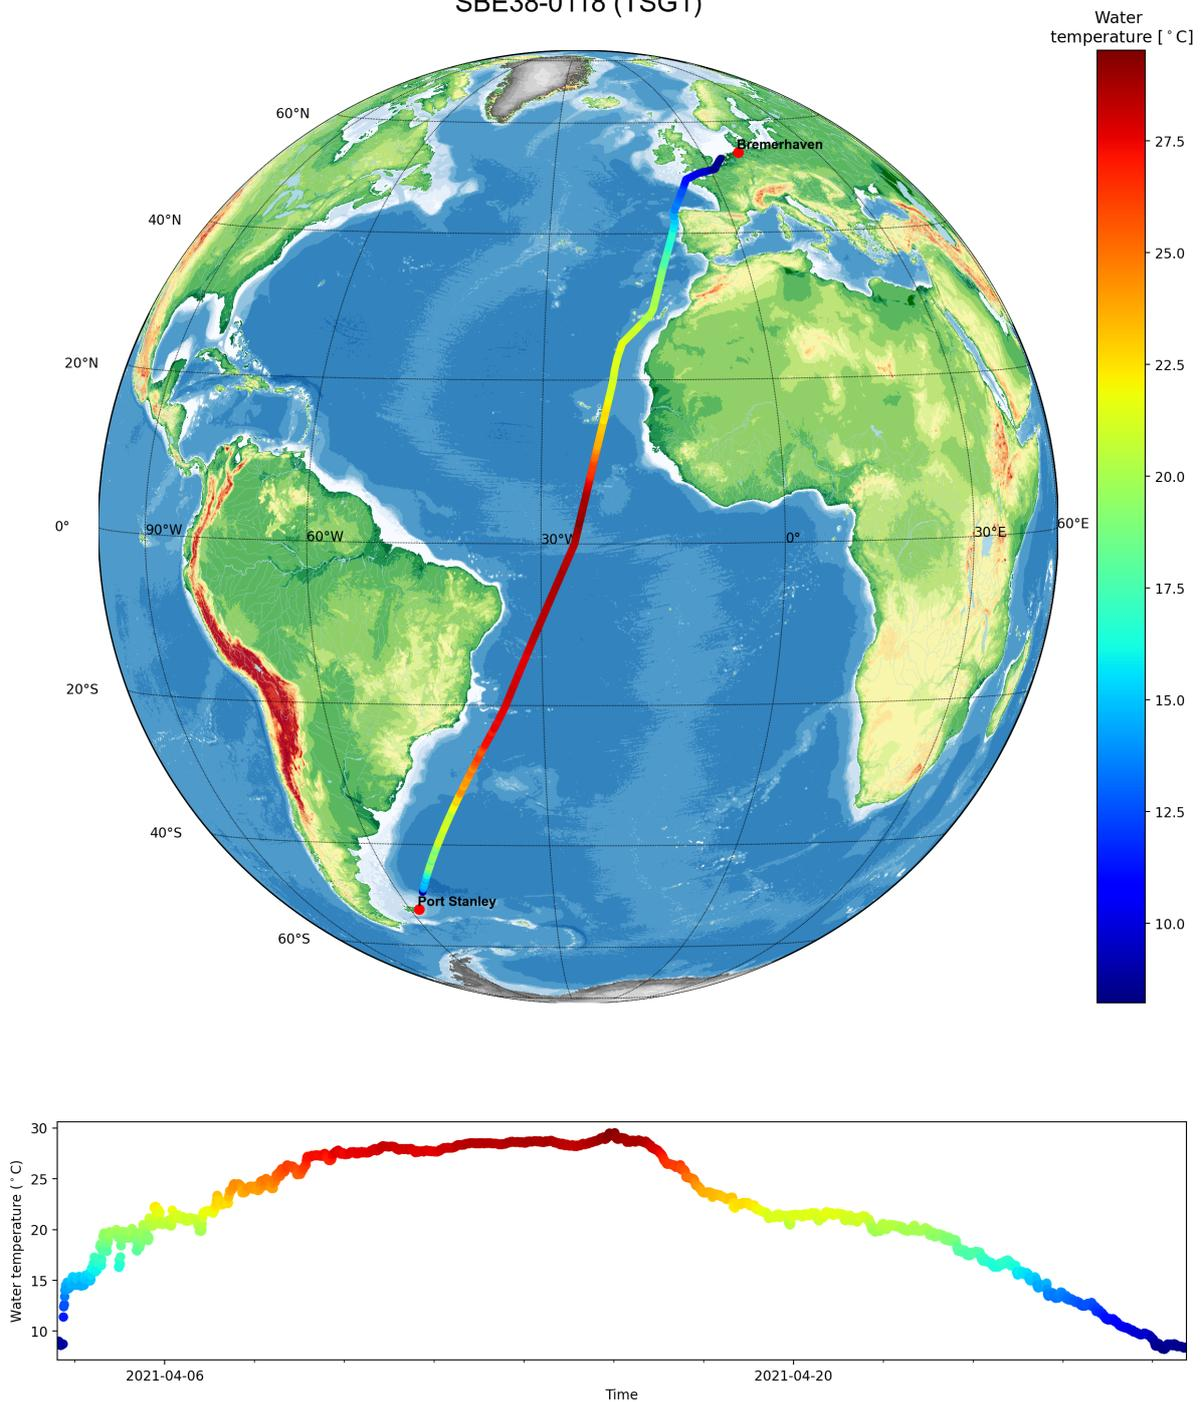 SBE38-0118 (TSG1)
Water
temperature [°C]
60°N
Bremerhaven
27.5
40°N
25.0
20°N
22.5
20.0
0°
90°W
60°W
30°W
0°
30°E
60°E
17.5
20°S
15.0
12.5
40°S
Port Stanley
10.0
60°S
30
25
20
15
10
Water temperature (°C)
2021-04-06
2021-04-20
Time